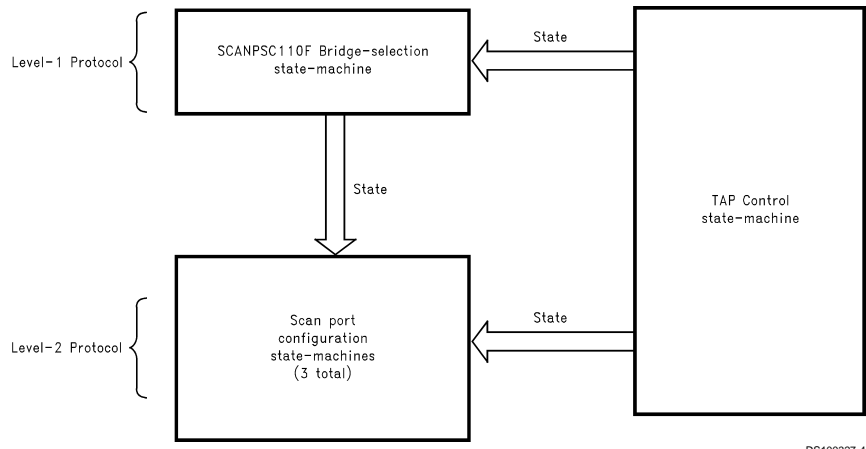 SCANPSC110F Bridge-selection
state-machine
State
Level-1 Protocol
State
TAP Control
state-machine
Scan port
configuration
state-machines
(3 total)
State
Level-2 Protocol